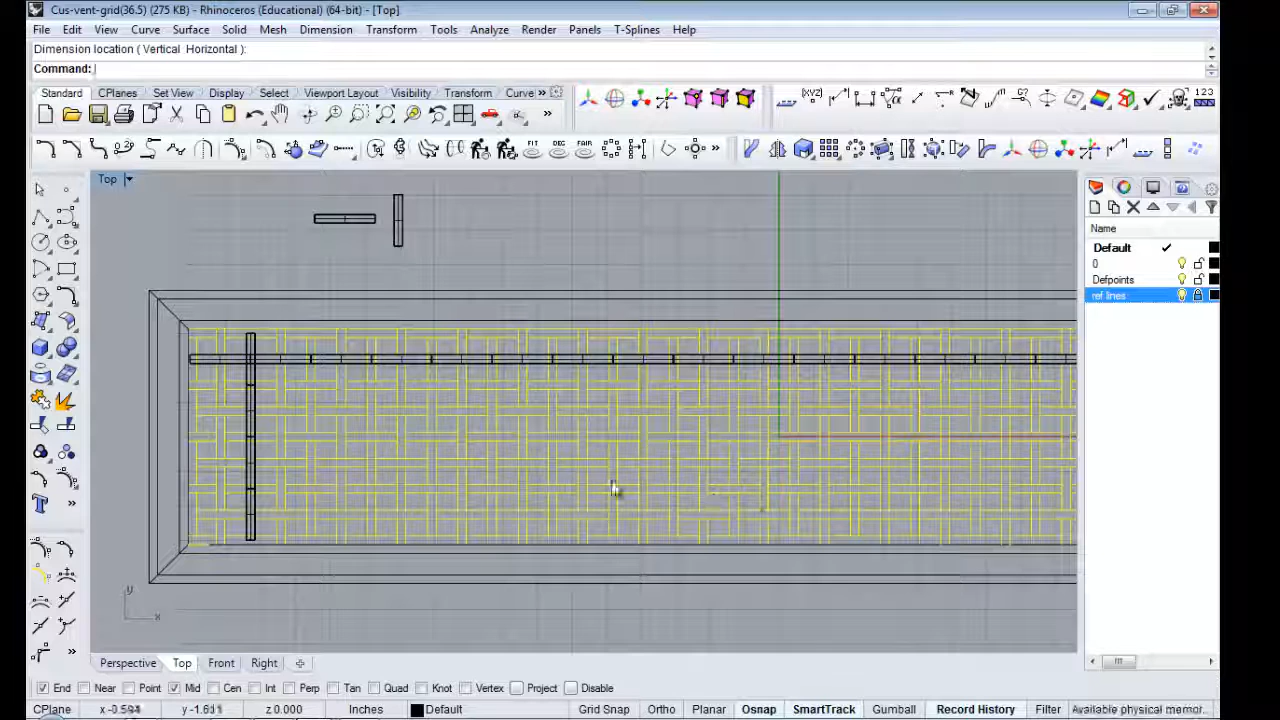 Cus-vent-grid(36.5) (275 KB) - Rhinoceros (Educational) (64-bit) - [Top]
File Edit View Curve Surface Solid Mesh Dimension Transform Tools Analyze Render Panels T-Splines Help
Dimension location ( Vertical Horizontal ):
Command:
Standard CPlanes Set View Display Select Viewport Layout Visibility Transform Curve »
Top
Name
Default
0
Defpoints
ref lines
y
x
Perspective Top Front Right
End Near Point Mid Cen Int Perp Tan Quad Knot Vertex Project Disable
CPlane z 0.000 Inches Default Grid Snap Ortho Planar Osnap SmartTrack Gumball Record History Filter Available physical memor..